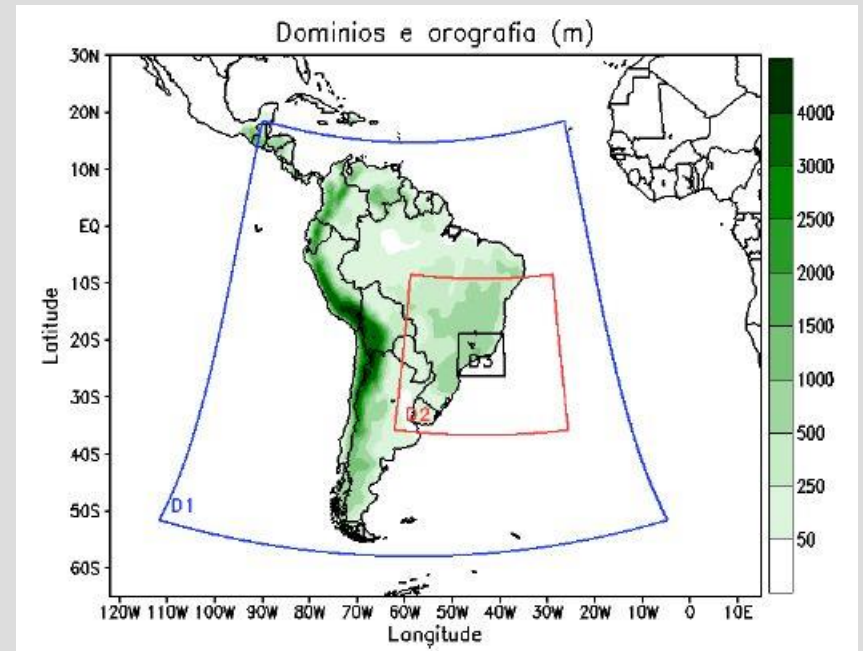 Dominios e orografia (m)
30N
20N
10N
EQ
10S
20S
30S
40S
50S
60S
Latitude
D1
D2
D3
120W 110W 100W 90W 80W 70W 60W 50W 40W 30W 20W 10W 0 10E
Longitude
4000
3000
2500
2000
1500
1000
500
250
50